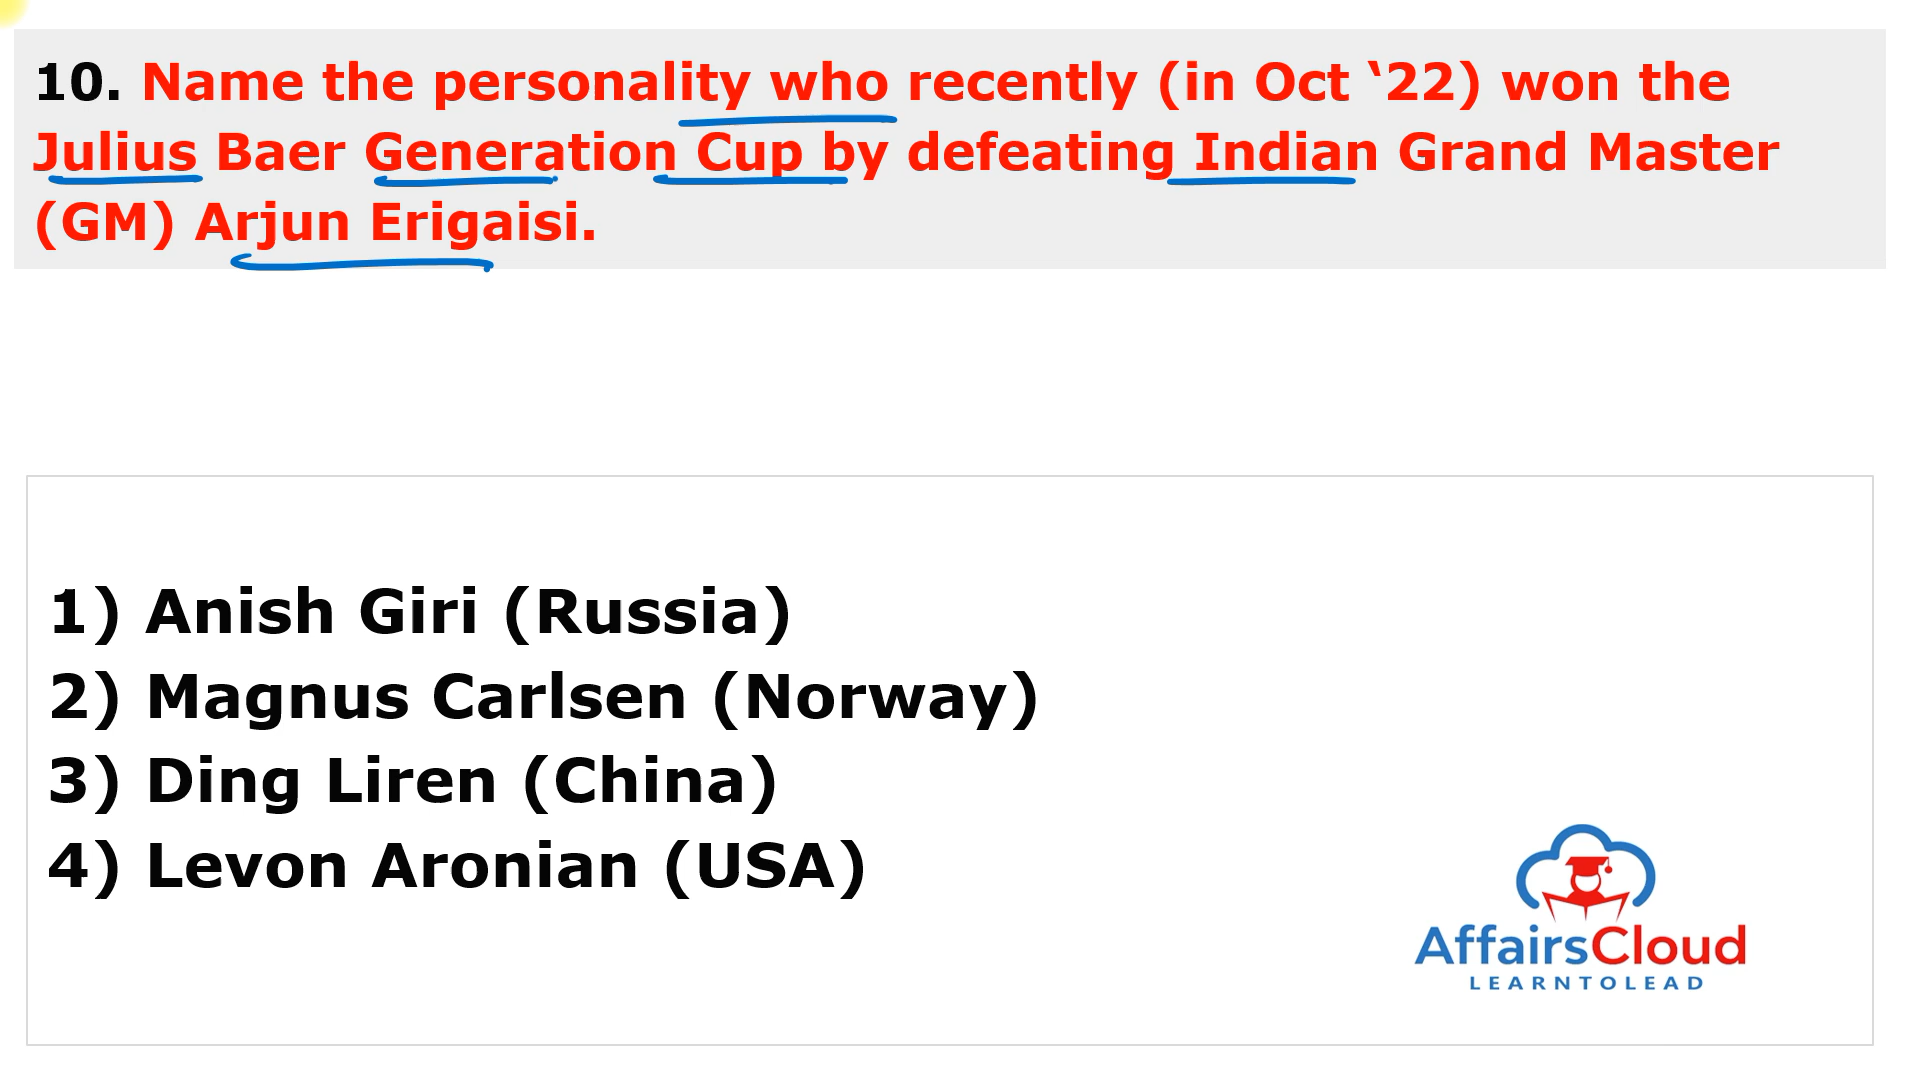 10. Name the personality who recently (in Oct ‘22) won the
Julius Baer Generation Cup by defeating Indian Grand Master
(GM) Arjun Erigaisi.
1) Anish Giri (Russia)
2) Magnus Carlsen (Norway)
3) Ding Liren (China)
4) Levon Aronian (USA)
AffairsCloud
LEARNTOLEAD